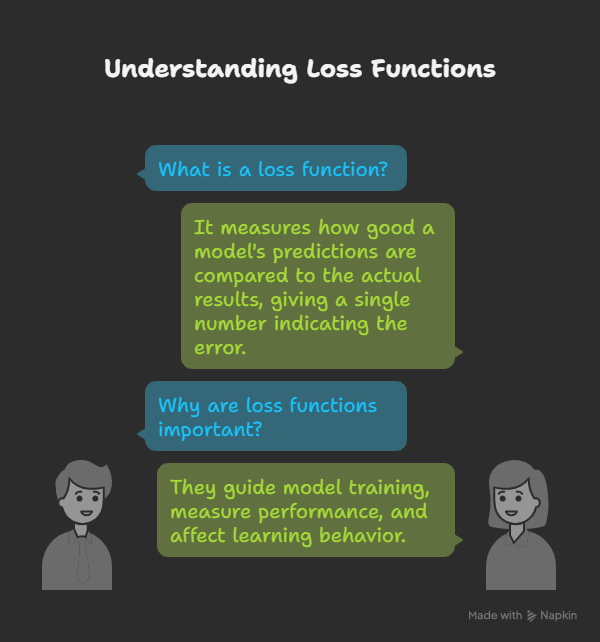 Understanding Loss Functions
What is a loss function?
It measures how good a
model's predictions are
compared to the actual
results, giving a single
number indicating the
error.
Why are loss functions
important?
They guide model training,
measure performance, and
affect learning behavior.
Made with Napkin